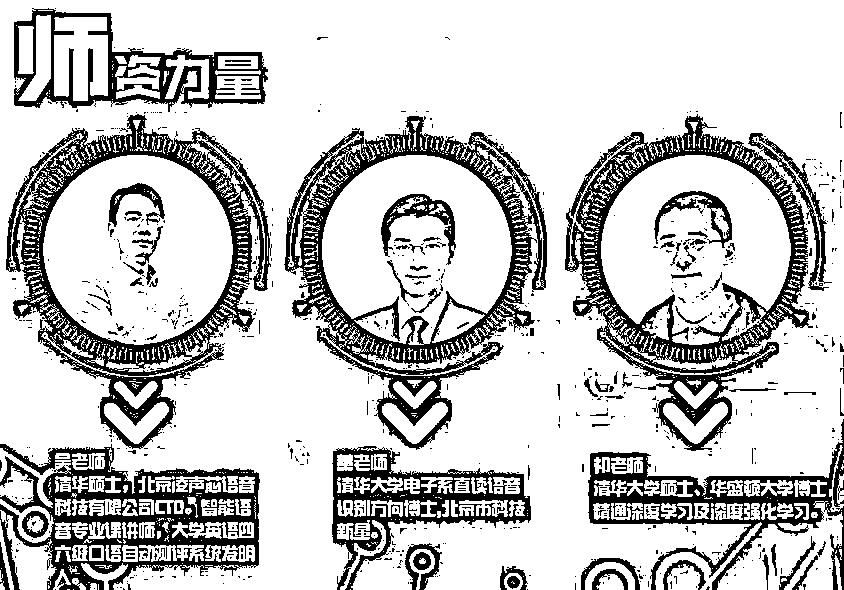 师资力量
吴老师
清华硕士，北京凌声芯语音
科技有限公司CTO。智能语
音专业课讲师，大学英语四
六级口语自动测评系统发明
董老师
清华大学电子系直读语音
识别方向博士,北京市科技
新星。
和老师
清华大学硕士、华盛顿大学博士，
精通深度学习及深度强化学习。